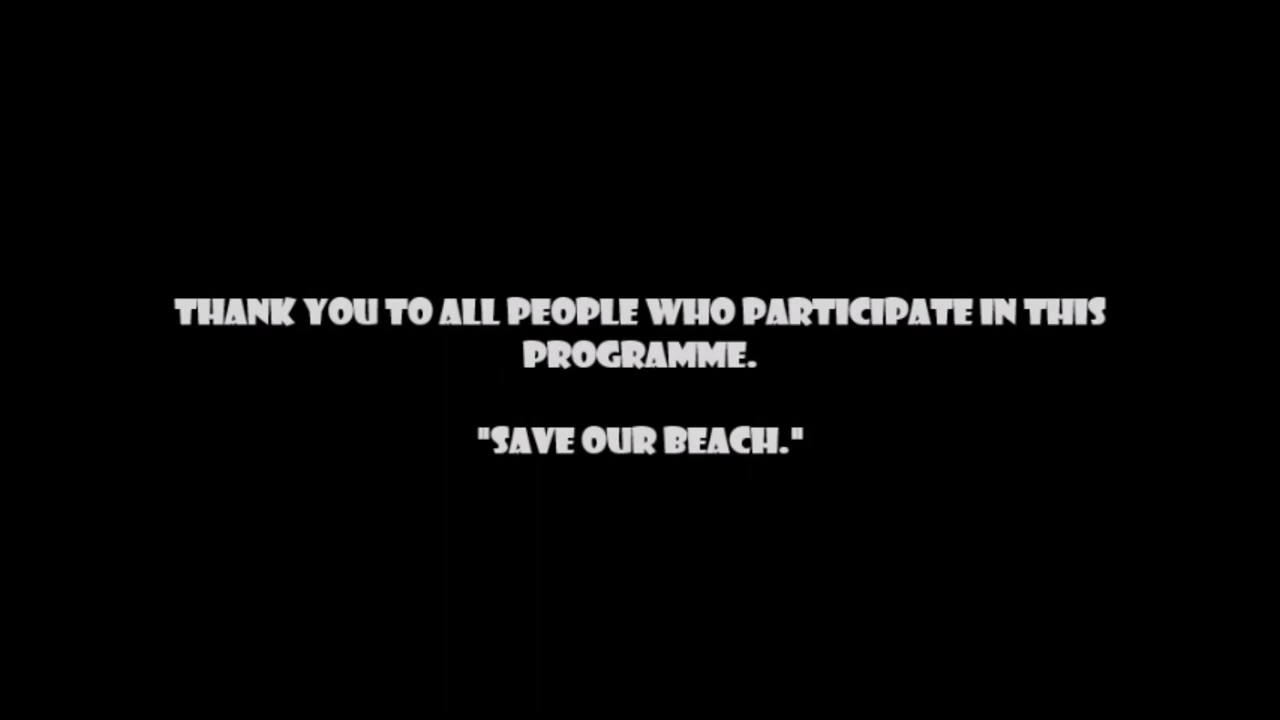 THANK YOU TO ALL PEOPLE WHO PARTICIPATE IN THIS
PROGRAMME.
"SAVE OUR BEACH."